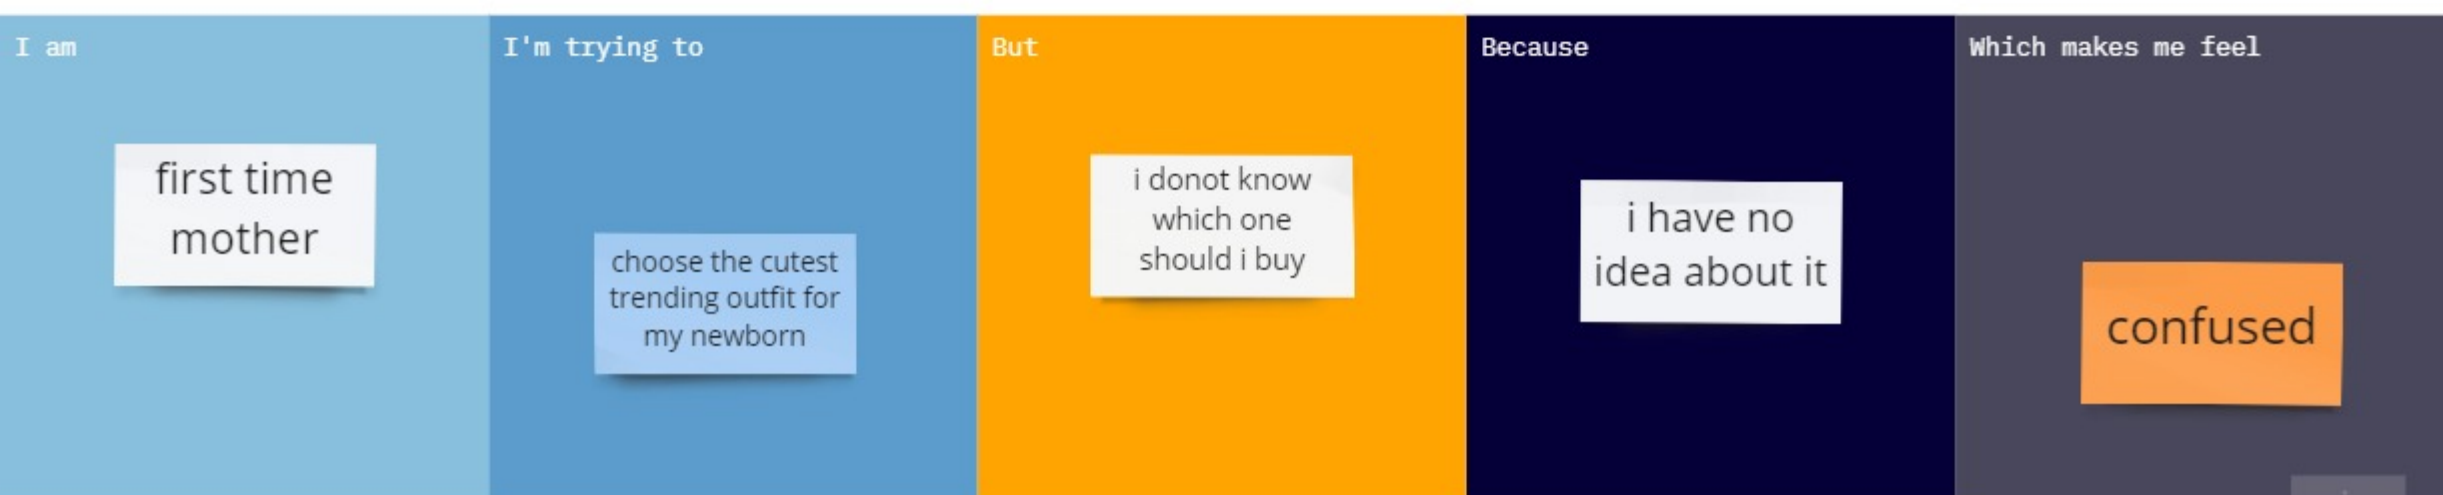 I am
first time
mother
I'm trying to
choose the cutest
trending outfit for
my newborn
But
i donot know
which one
should i buy
Because
i have no
idea about it
Which makes me feel
confused